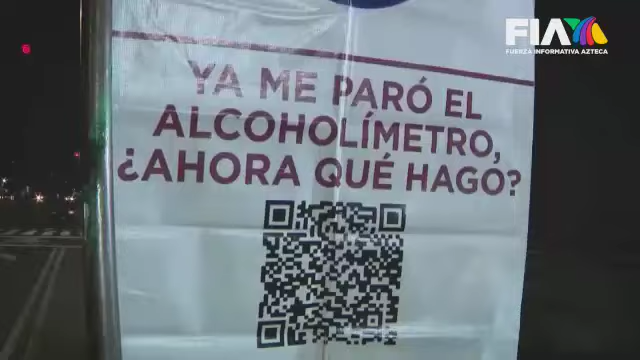 FIA
FUERZA INFORMATIVA AZTECA
YA ME PARÓ EL
ALCOHOLÍMETRO,
¿AHORA QUÉ HAGO?